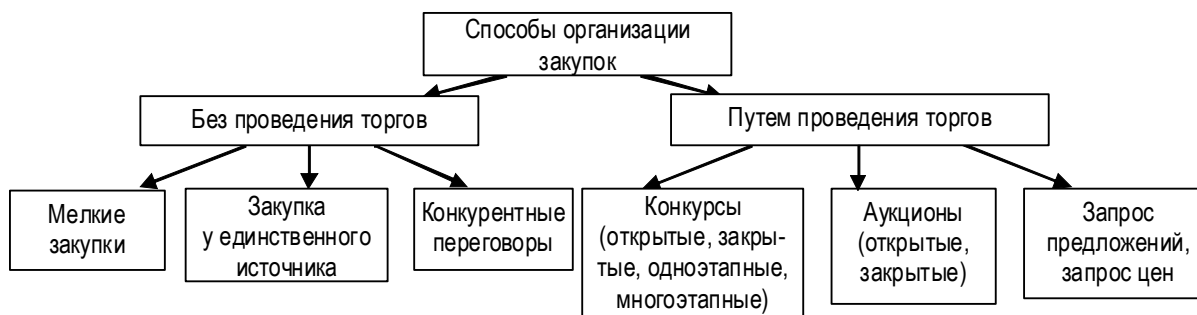 Способы организации
закупок
Без проведения торгов
Путем проведения торгов
Мелкие
закупки
Закупка
у единственного
источника
Конкурентные
переговоры
Конкурсы
(открытые, закры-
тые, одноэтапные,
многоэтапные)
Аукционы
(открытые,
закрытые)
Запрос
предложений,
запрос цен